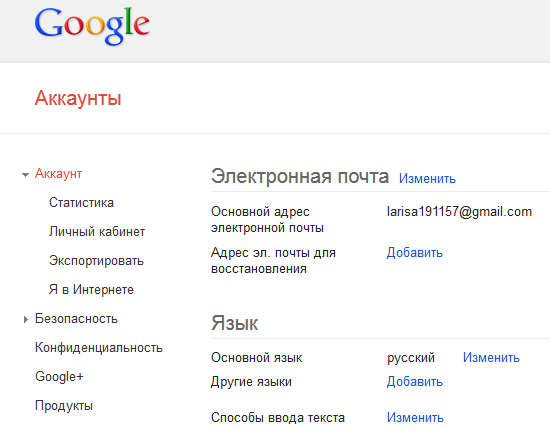 Google
Аккаунты
Аккаунт
Статистика
Личный кабинет
Экспортировать
Я в Интернете
Безопасность
Конфиденциальность
Google+
Продукты
Электронная почта Изменить
Основной адрес
электронной почты
larisa191157@gmail.com
Адрес эл. почты для
восстановления
Добавить
Язык
Основной язык русский Изменить
Другие языки Добавить
Способы ввода текста Изменить